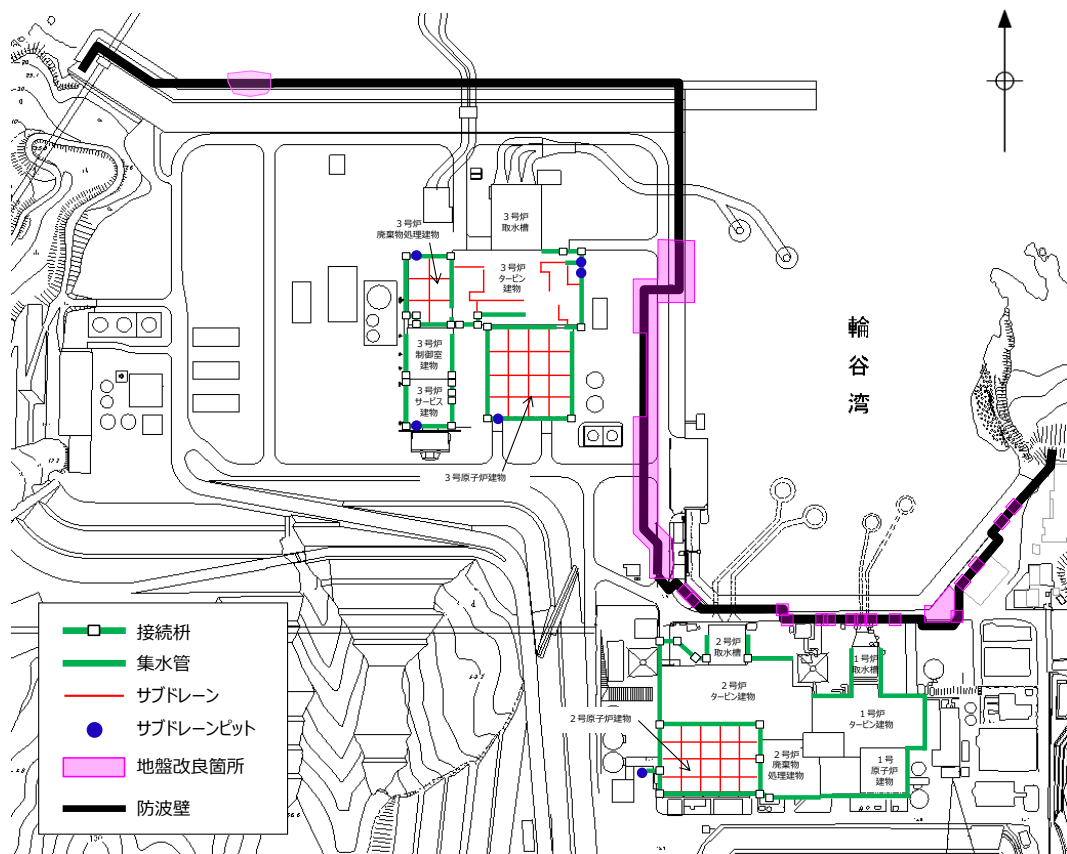 3号炉
取水槽
3号炉
廃棄物処理建物
3号炉
タービン
建物
3号炉
制御室
建物
3号炉
サービス
建物
3号原子炉建物
輪
谷
湾
2号炉
取水槽
1号炉
取水槽
2号炉
タービン建物
1号炉
タービン建物
2号原子炉建物
2号炉
廃棄物
処理建物
1号
原子炉
建物
接続枡
集水管
サブドレーン
サブドレーンピット
地盤改良箇所
防波壁